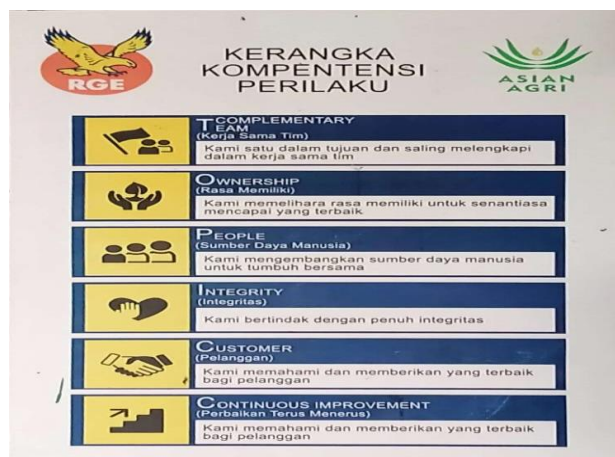 RGE
KERANGKA
KOMPENTENSI
PERILAKU
ASIAN
AGRI
COMPLEMENTARY
TEAM
(Kerja Sama Tim)
Kami satu dalam tujuan dan saling melengkapi
dalam kerja sama tim
OWNERSHIP
(Rasa Memiliki)
Kami memelihara rasa memiliki untuk senantiasa
mencapai yang terbaik
PEOPLE
(Sumber Daya Manusia)
Kami mengembangkan sumber daya manusia
untuk tumbuh bersama
INTEGRITY
(Integritas)
Kami bertindak dengan penuh integritas
CUSTOMER
(Pelanggan)
Kami memahami dan memberikan yang terbaik
bagi pelanggan
CONTINUOUS IMPROVEMENT
(Perbaikan Terus Menerus)
Kami memahami dan memberikan yang terbaik
bagi pelanggan